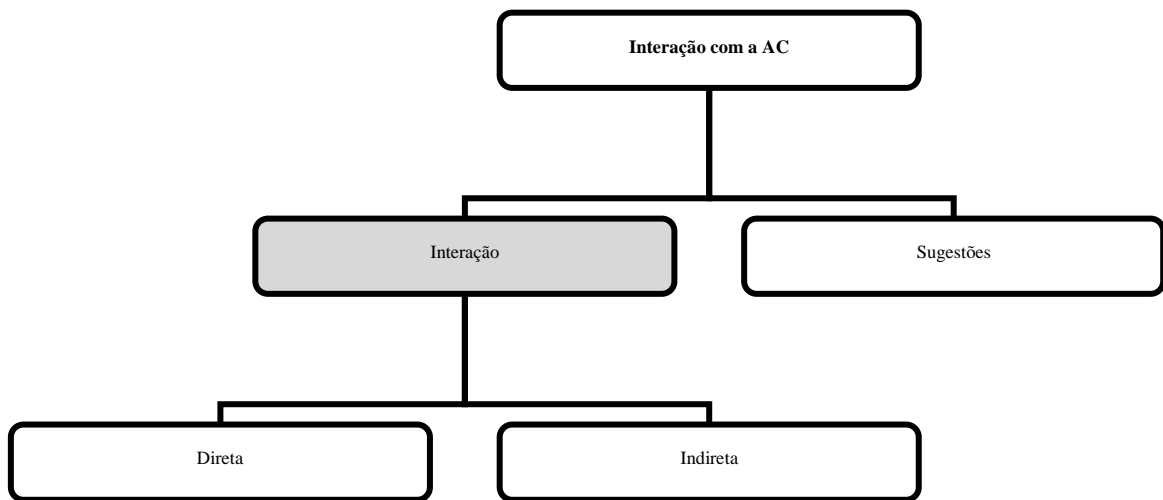 Interação com a AC
Interação
Sugestões
Direta
Indireta